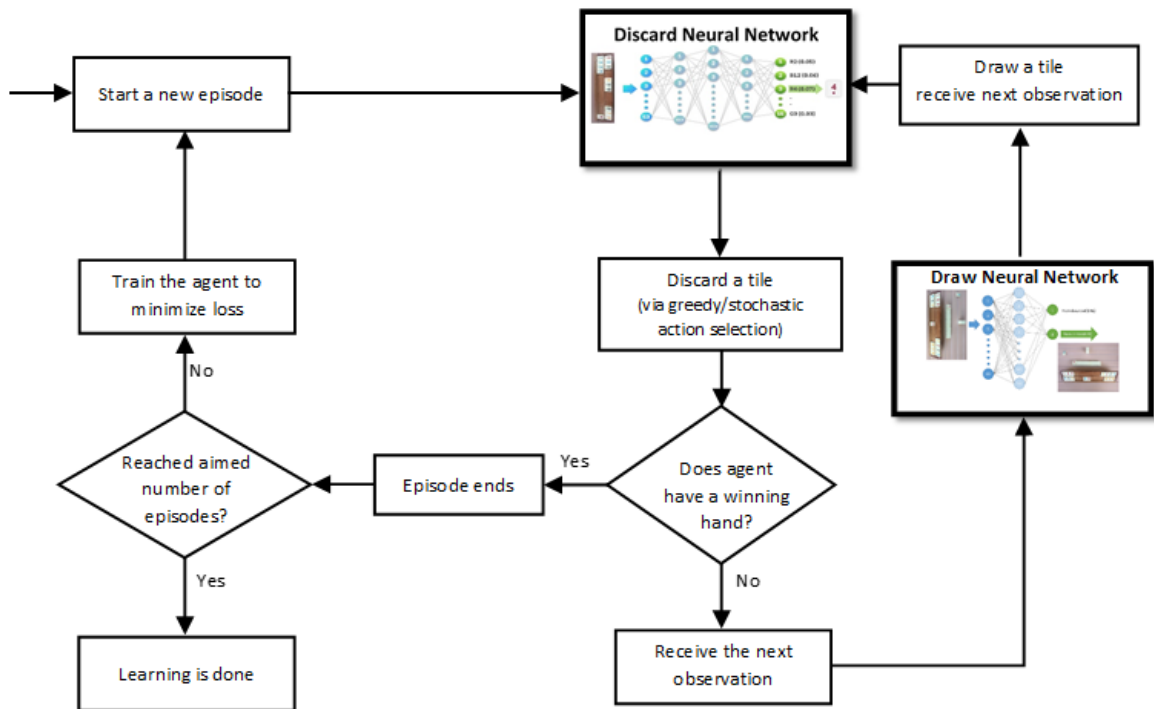 Start a new episode
Discard Neural Network
Draw a tile
receive next observation
Train the agent to
minimize loss
Discard a tile
(via greedy/stochastic
action selection)
Draw Neural Network
No
Reached aimed
number of
episodes?
Yes
Episode ends
Yes
Does agent
have a winning
hand?
No
Learning is done
Receive the next
observation